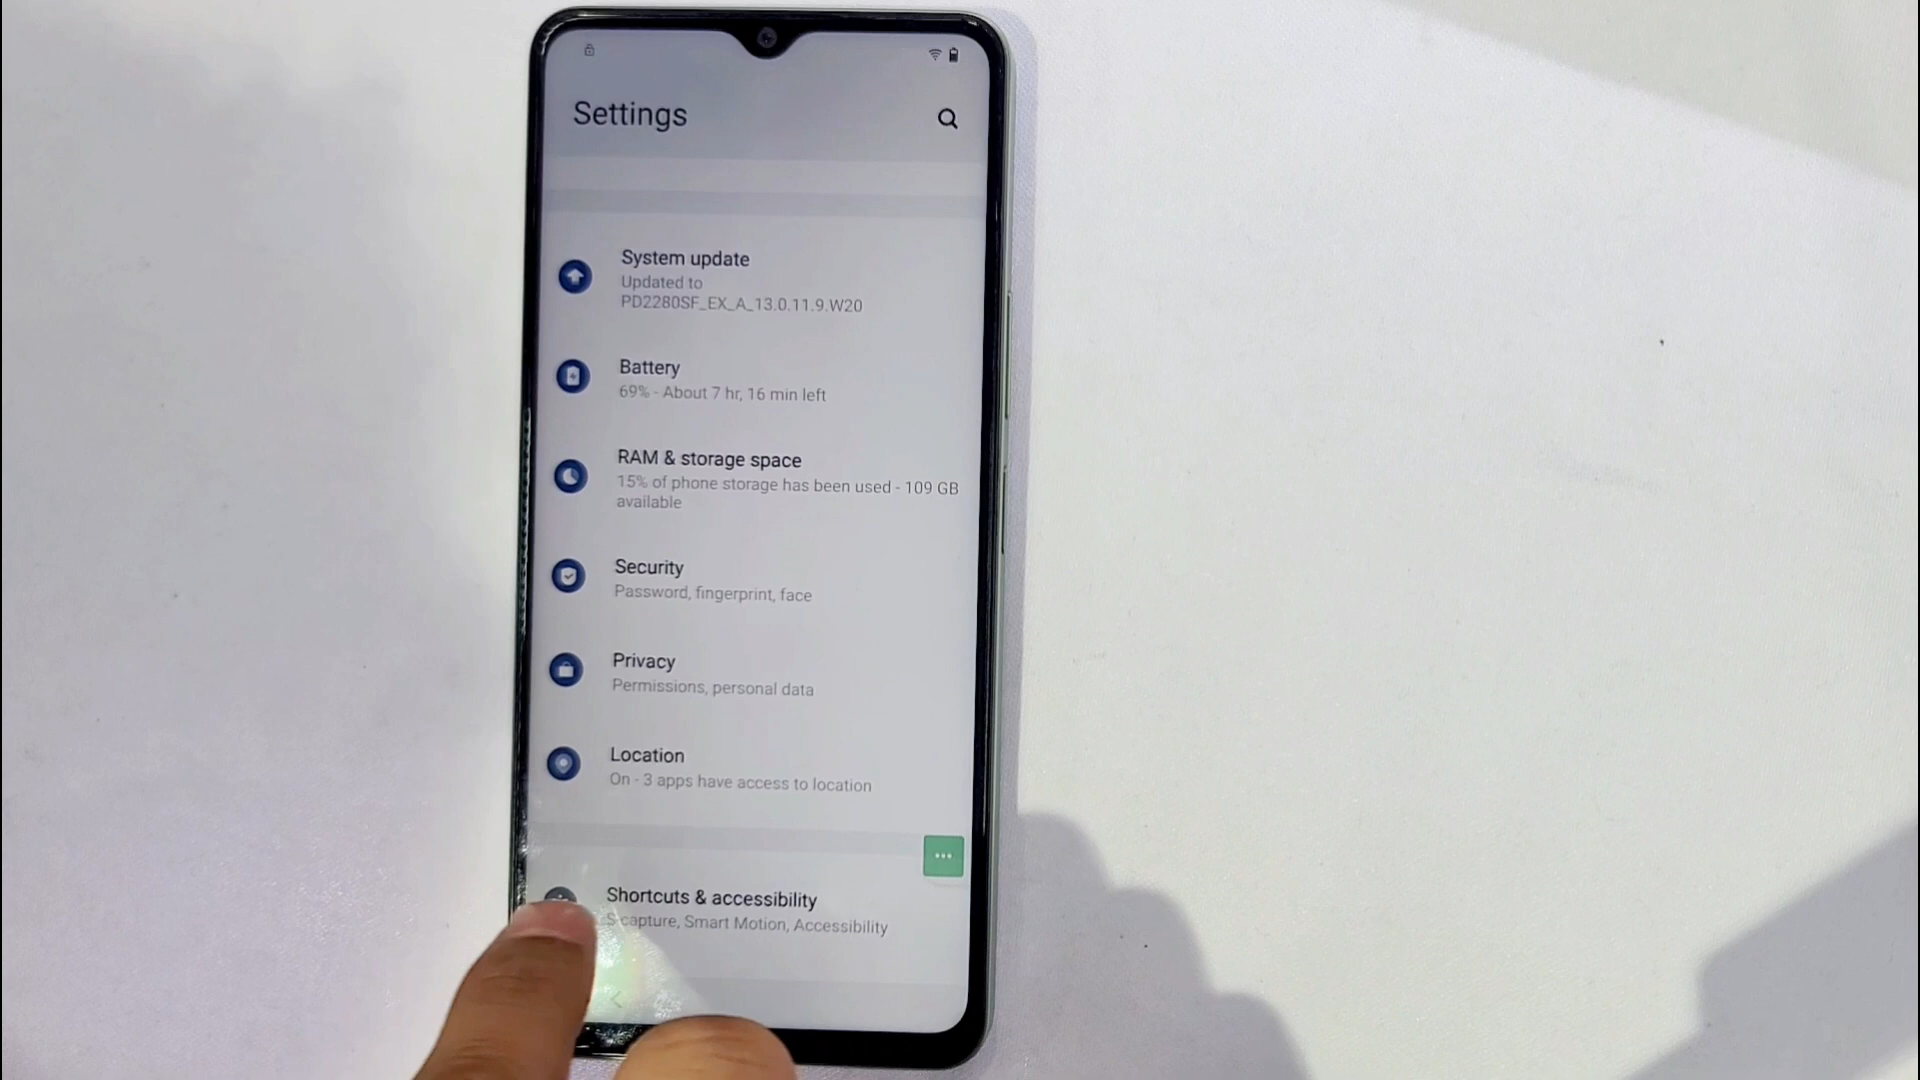 Settings
System update
Updated to
PD2280SF_EX_A_13.0.11.9.W20
Battery
69% - About 7 hr, 16 min left
RAM & storage space
15% of phone storage has been used - 109 GB
available
Security
Password, fingerprint, face
Privacy
Permissions, personal data
Location
On - 3 apps have access to location
Shortcuts & accessibility
S-capture, Smart Motion, Accessibility